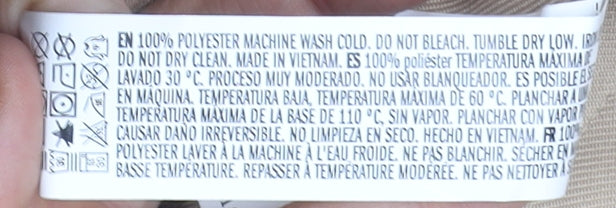 EN 100% POLYESTER MACHINE WASH COLD. DO NOT BLEACH. TUMBLE DRY LOW.
DO NOT DRY CLEAN. MADE IN VIETNAM. ES 100% poliéster TEMPERATURA MÁXIMA DE
LAVADO 30 ºC. PROCESO MUY MODERADO. NO USAR BLANQUEADOR. ES POSIBLE EL
EN MÁQUINA. TEMPERATURA BAJA, TEMPERATURA MÁXIMA DE 60 ºC. PLANCHAR A
TEMPERATURA MÁXIMA DE LA BASE DE 110 ºC, SIN VAPOR. PLANCHAR CON VAPOR
CAUSAR DAÑO IRREVERSIBLE. NO LIMPIEZA EN SECO. HECHO EN VIETNAM. FR 100%
POLYESTER LAVER À LA MACHINE À L'EAU FROIDE. NE PAS BLANCHIR. SÉCHER EN
BASSE TEMPÉRATURE. REPASSER À TEMPÉRATURE MODÉRÉE. NE PAS NETTOYER À